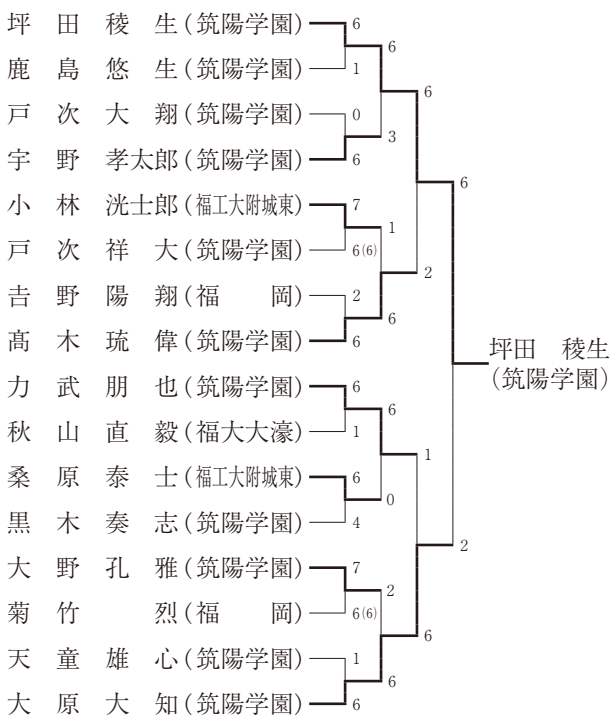 坪田稜生(筑陽学園) 6
鹿島悠生(筑陽学園) 1
戸次大翔(筑陽学園) 0
宇野孝太郎(筑陽学園) 6
小林洸士郎(福工大附城東) 7
戸次祥大(筑陽学園) 6(6)
𠮷野陽翔(福岡) 2
髙木琉偉(筑陽学園) 6
力武朋也(筑陽学園) 6
秋山直毅(福大大濠) 1
桑原泰士(福工大附城東) 6
黒木奏志(筑陽学園) 4
大野孔雅(筑陽学園) 7
菊竹烈(福岡) 6(6)
天童雄心(筑陽学園) 1
大原大知(筑陽学園) 6
6
3
1
6
6
0
2
6
6
2
1
6
6
2
坪田 稜生
(筑陽学園)